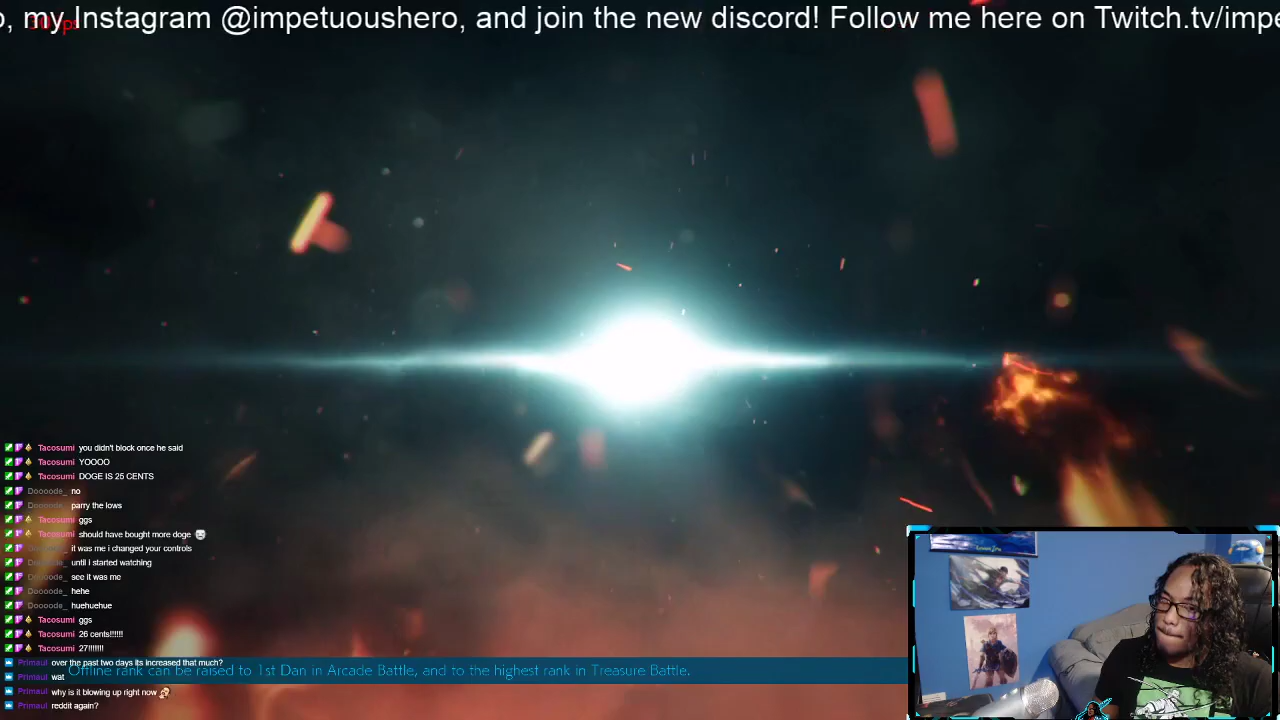 o, my Instagram @impetuoushero, and join the new discord! Follow me here on Twitch.tv/impe
Tacosumi you didn't block once he said
Tacosumi YOOOO
Tacosumi DOGE IS 25 CENTS
Doooode_ no
Doooode_ parry the lows
Tacosumi ggs
Tacosumi should have bought more doge
Doooode_ it was me i changed your controls
Doooode_ until I started watching
Doooode_ see it was me
Doooode_ hehe
Doooode_ huehuehue
Tacosumi ggs
Tacosumi 26 cents!!!!!!
Tacosumi 27!!!!!!!!
Primaul over the past two days its increased that much?
Offline rank can be raised to 1st Dan in Arcade Battle, and to the highest rank in Treasure Battle.
Primaul wat
Primaul why is it blowing up right now
Primaul reddit again?